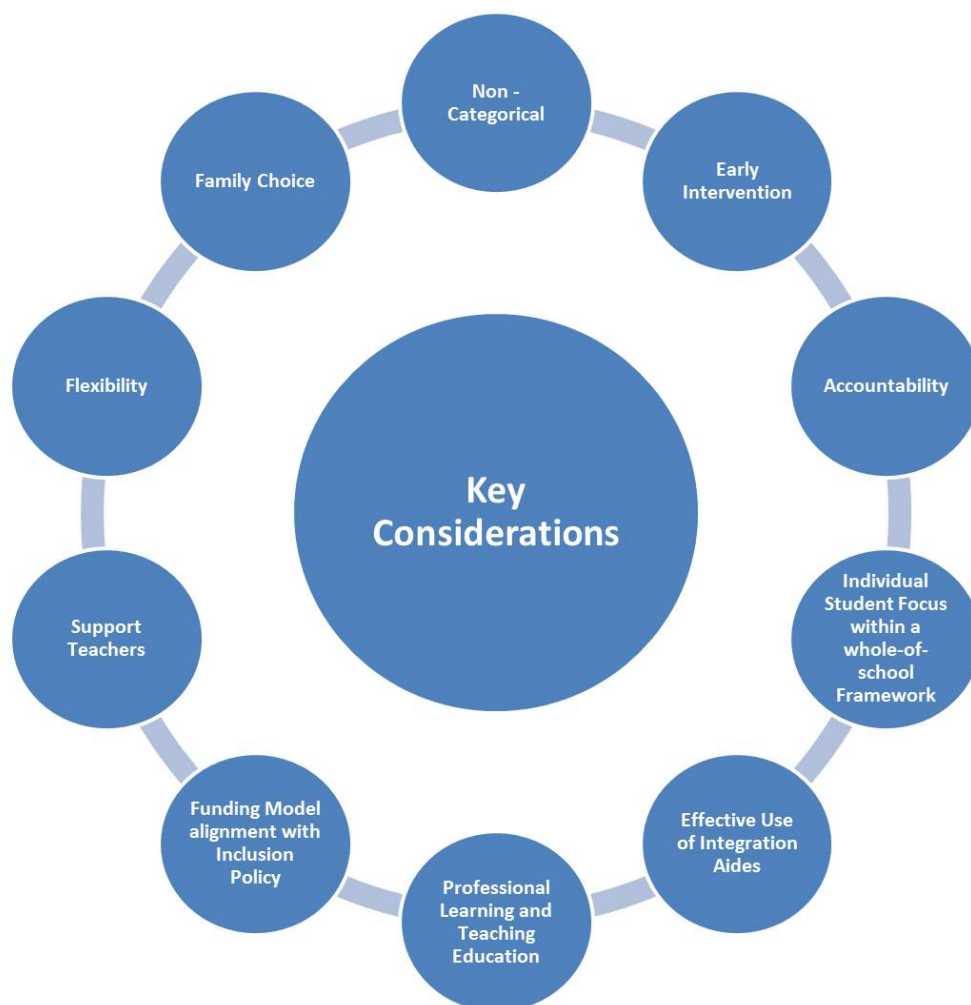 Non -
Categorical
Early
Intervention
Accountability
Individual
Student Focus
within a
whole-of-
school
Framework
Effective Use
of Integration
Aides
Professional
Learning and
Teaching
Education
Funding Model
alignment with
Inclusion
Policy
Support
Teachers
Flexibility
Family Choice
Key
Considerations